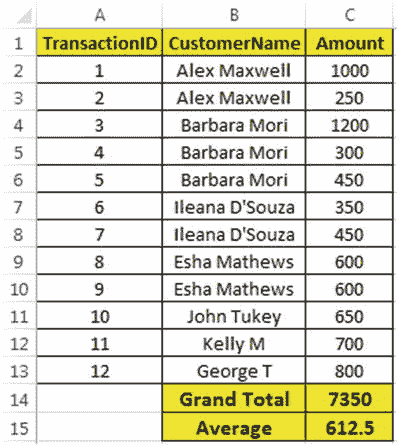 A B C
1 TransactionID CustomerName Amount
2 1 Alex Maxwell 1000
3 2 Alex Maxwell 250
4 3 Barbara Mori 1200
5 4 Barbara Mori 300
6 5 Barbara Mori 450
7 6 Ileana D'Souza 350
8 7 Ileana D'Souza 450
9 8 Esha Mathews 600
10 9 Esha Mathews 600
11 10 John Tukey 650
12 11 Kelly M 700
13 12 George T 800
14 Grand Total 7350
15 Average 612.5